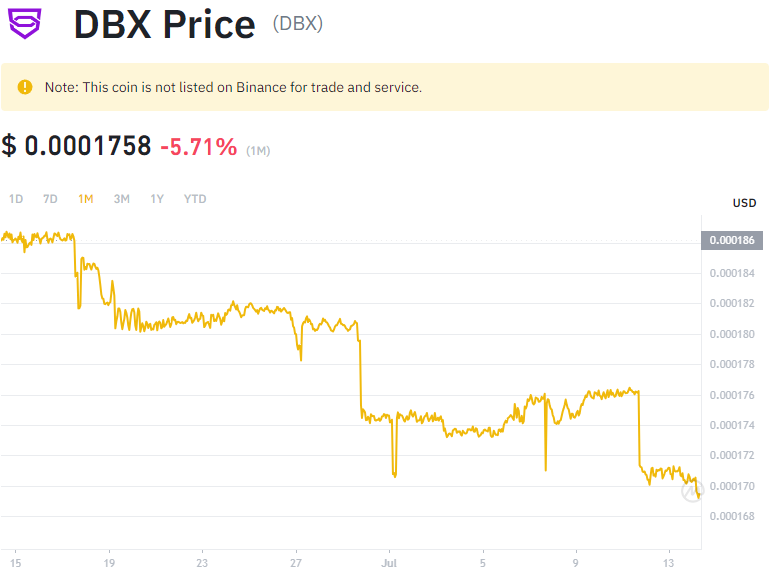 DBX Price (DBX)
Note: This coin is not listed on Binance for trade and service.
$ 0.0001758 -5.71% (1M)
1D 7D 1M 3M 1Y YTD
USD
0.000186
0.000184
0.000182
0.000180
0.000178
0.000176
0.000174
0.000172
0.000170
0.000168
15 19 23 27 Jul 5 9 13